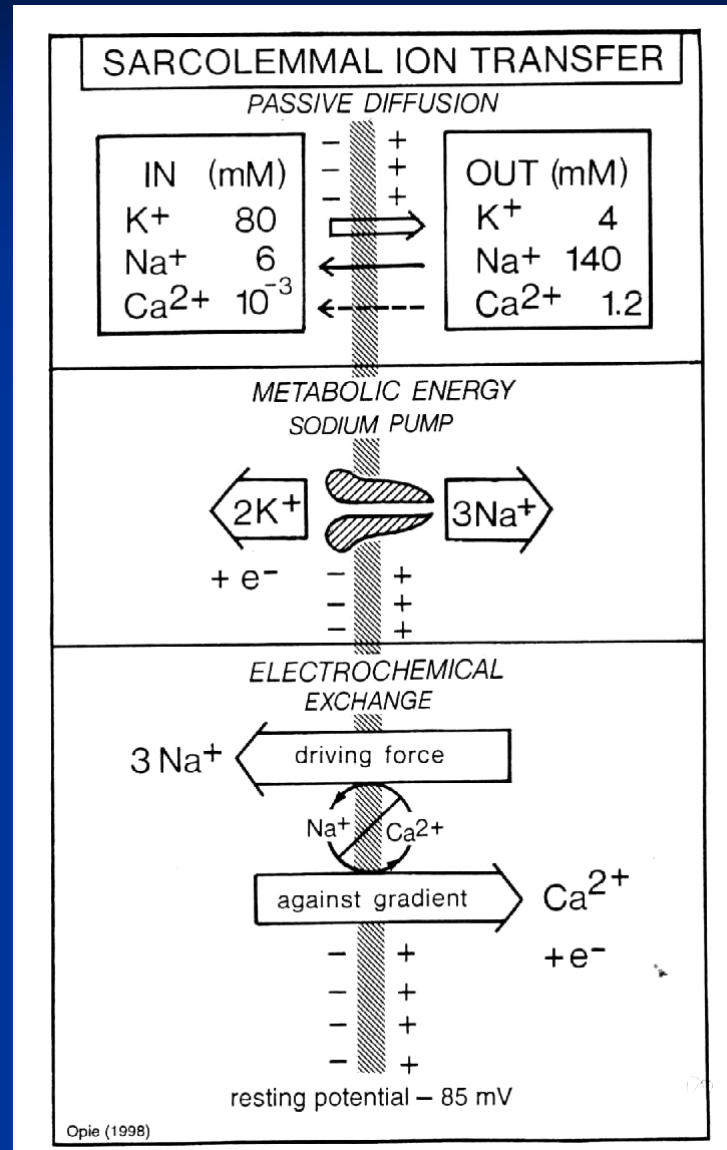 SARCOLEMMAL ION TRANSFER
PASSIVE DIFFUSION
IN (mM)
K+ 80
Na+ 6
Ca2+ 10-3
− +
− +
− +
OUT (mM)
K+ 4
Na+ 140
Ca2+ 1.2
METABOLIC ENERGY
SODIUM PUMP
2K+ 3Na+
+ e-
− +
− +
− +
ELECTROCHEMICAL
EXCHANGE
3 Na+ driving force
Na+ Ca2+
against gradient Ca2+
+e-
− +
− +
− +
− +
resting potential – 85 mV
Opie (1998)